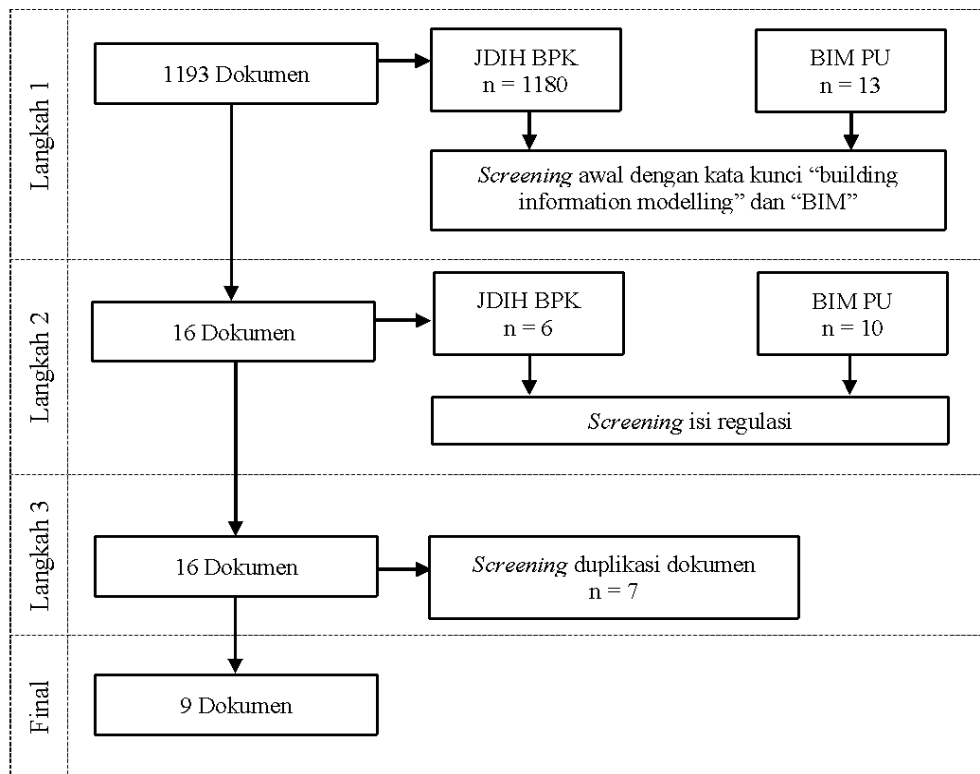 Langkah 1
1193 Dokumen
JDIH BPK
n = 1180
BIM PU
n = 13
Screening awal dengan kata kunci “building
information modelling” dan “BIM”
Langkah 2
16 Dokumen
JDIH BPK
n = 6
BIM PU
n = 10
Screening isi regulasi
Langkah 3
16 Dokumen
Screening duplikasi dokumen
n = 7
Final
9 Dokumen